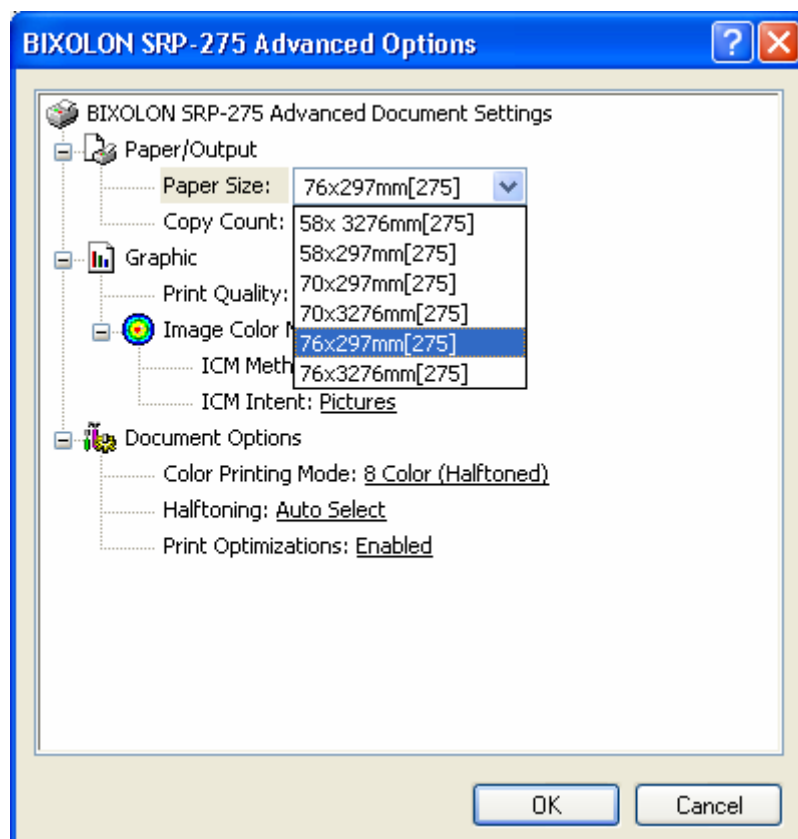 BIXOLON SRP-275 Advanced Options
BIXOLON SRP-275 Advanced Document Settings
Paper/Output
Paper Size: 76x297mm[275]
Copy Count:
58x 3276mm[275]
58x297mm[275]
70x297mm[275]
70x3276mm[275]
76x297mm[275]
76x3276mm[275]
Graphic
Print Quality:
Image Color
ICM
ICM Intent: Pictures
Document Options
Color Printing Mode: 8 Color (Halftoned)
Halftoning: Auto Select
Print Optimizations: Enabled
OK
Cancel